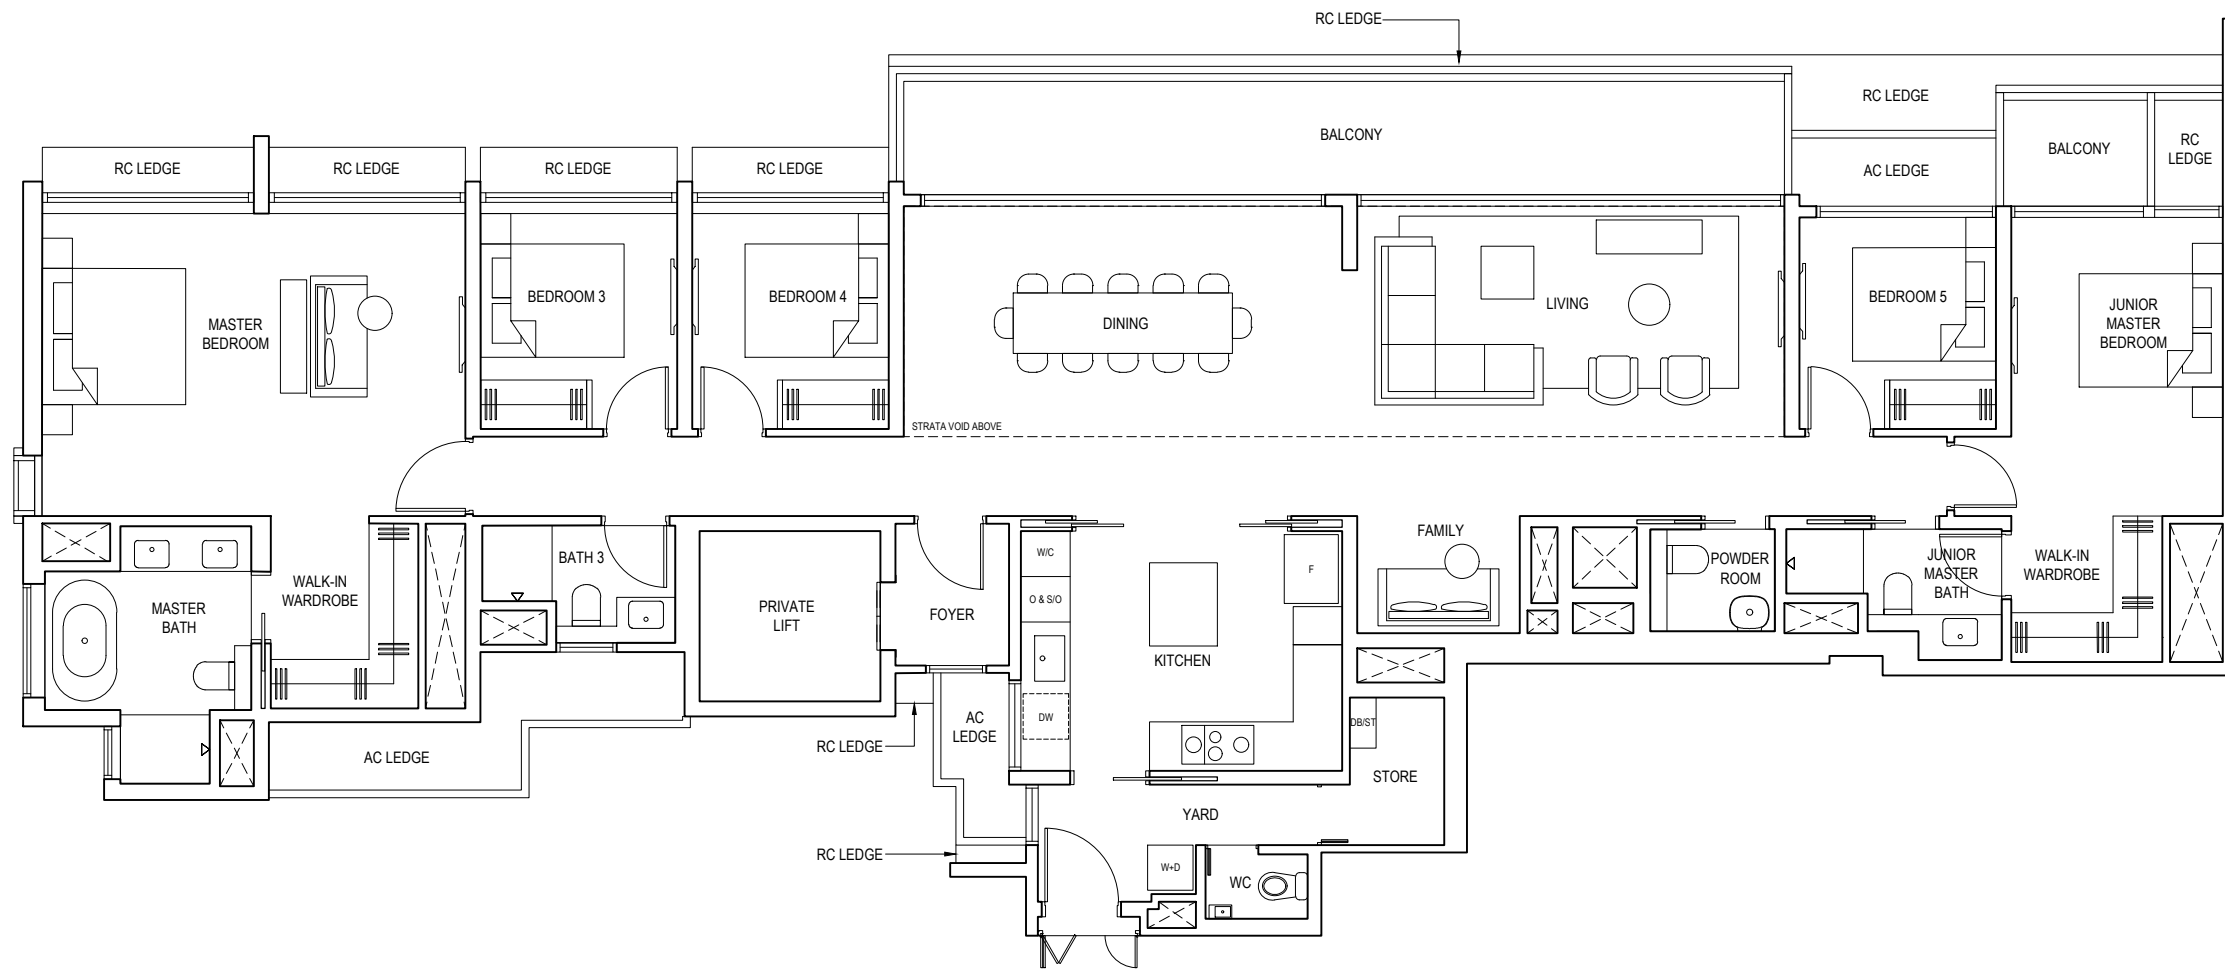 RC LEDGE
RC LEDGE
BALCONY
BALCONY
RC
LEDGE
RC LEDGE
RC LEDGE
RC LEDGE
RC LEDGE
AC LEDGE
MASTER
BEDROOM
BEDROOM 3
BEDROOM 4
DINING
LIVING
BEDROOM 5
JUNIOR
MASTER
BEDROOM
STRATA VOID ABOVE
FAMILY
BATH 3
W/C
F
POWDER
ROOM
JUNIOR
MASTER
BATH
WALK-IN
WARDROBE
WALK-IN
WARDROBE
MASTER
BATH
PRIVATE
LIFT
FOYER
O & S/O
KITCHEN
DW
AC
LEDGE
DB/ST
RC LEDGE
AC LEDGE
STORE
YARD
RC LEDGE
W+D
WC